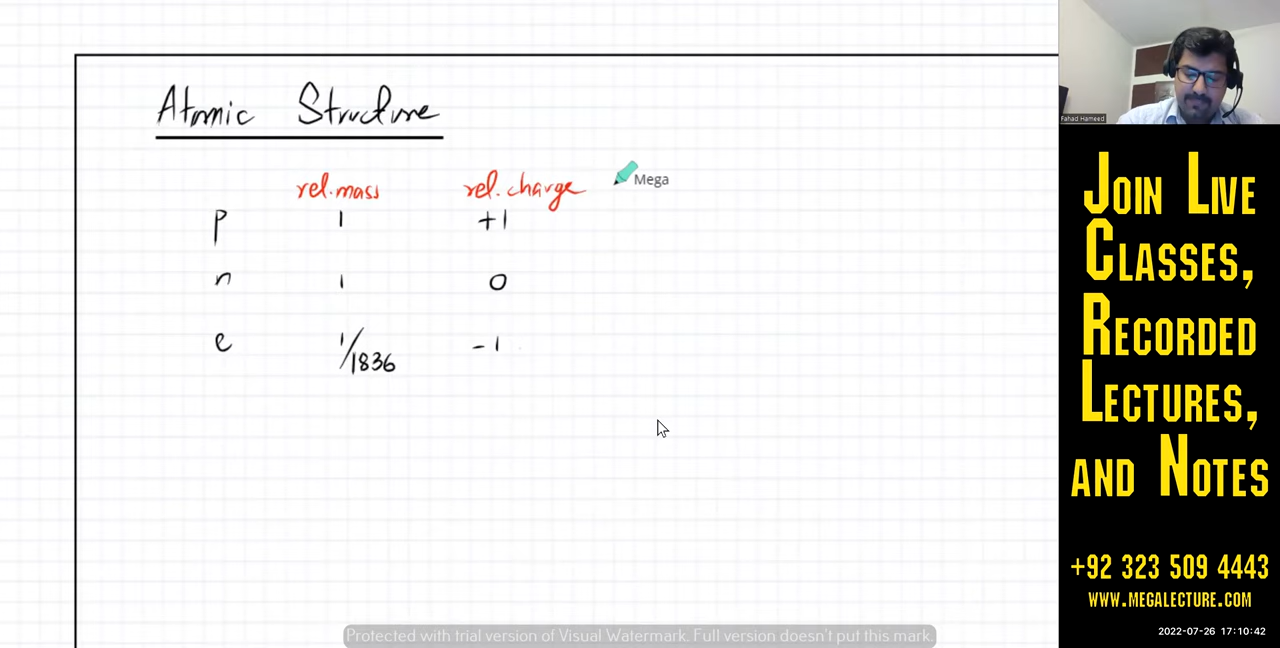 Atomic Structure
rel.mass rel.charge Mega
p 1 +1
n 1 0
e 1/1836 -1
Fahad Hameed
JOIN LIVE
CLASSES,
RECORDED
LECTURES,
AND NOTES
+92 323 509 4443
WWW.MEGALECTURE.COM
2022-07-26 17:10:42
Protected with trial version of Visual Watermark. Full version doesn't put this mark.